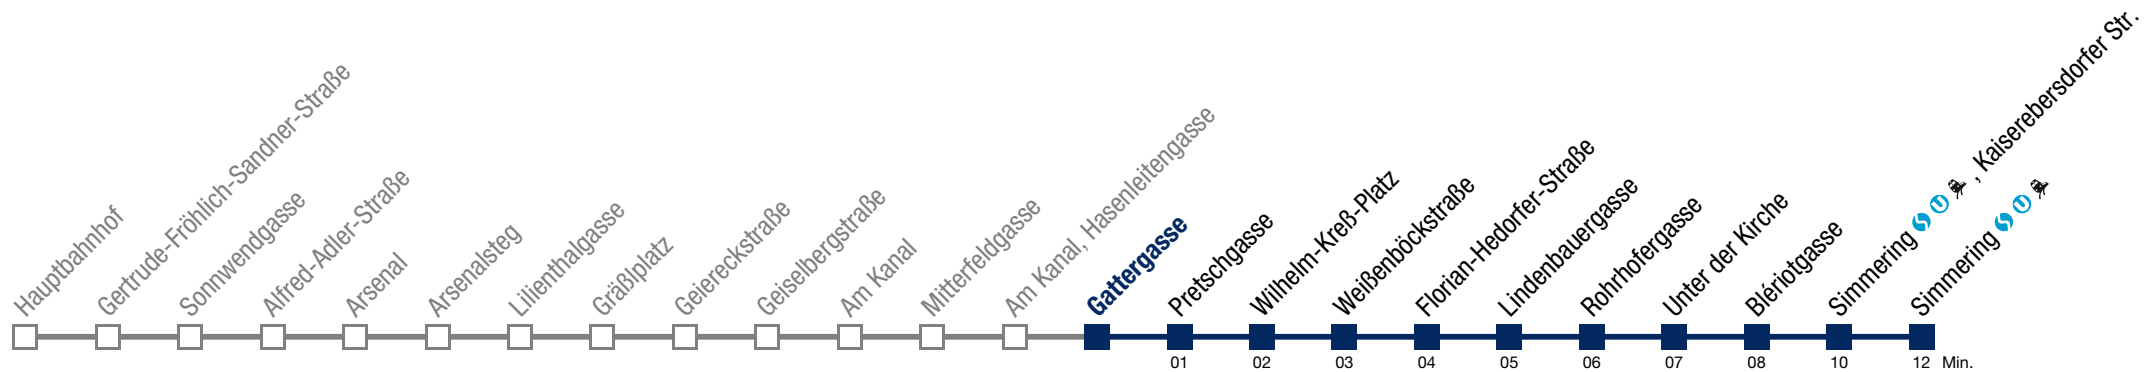 Hauptbahnhof
Gertrude-Fröhlich-Sandner-Straße
Sonnwendgasse
Alfred-Adler-Straße
Arsenal
Arsenalsteg
Lilienthalgasse
Gräßlplatz
Geiereckstraße
Geiselbergstraße
Am Kanal
Mitterfeldgasse
Am Kanal, Hasenleitengasse
Gattergasse
Pretschgasse
Wilhelm-Kreß-Platz
Weißenböckstraße
Florian-Hedorfer-Straße
Lindenbauergasse
Rohrhofergasse
Unter der Kirche
Blériotgasse
Simmering S U , Kaiserebersdorfer Str.
Simmering S U
01 02 03 04 05 06 07 08 10 12 Min.